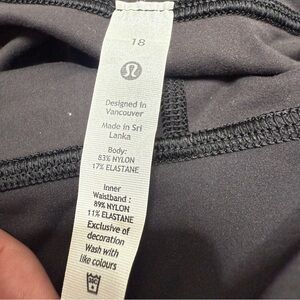 18
Designed in
Vancouver
Made in Sri
Lanka
Body:
83% NYLON
17% ELASTANE
Inner
Waistband :
89% NYLON
11% ELASTANE
Exclusive of
decoration
Wash with
like colours